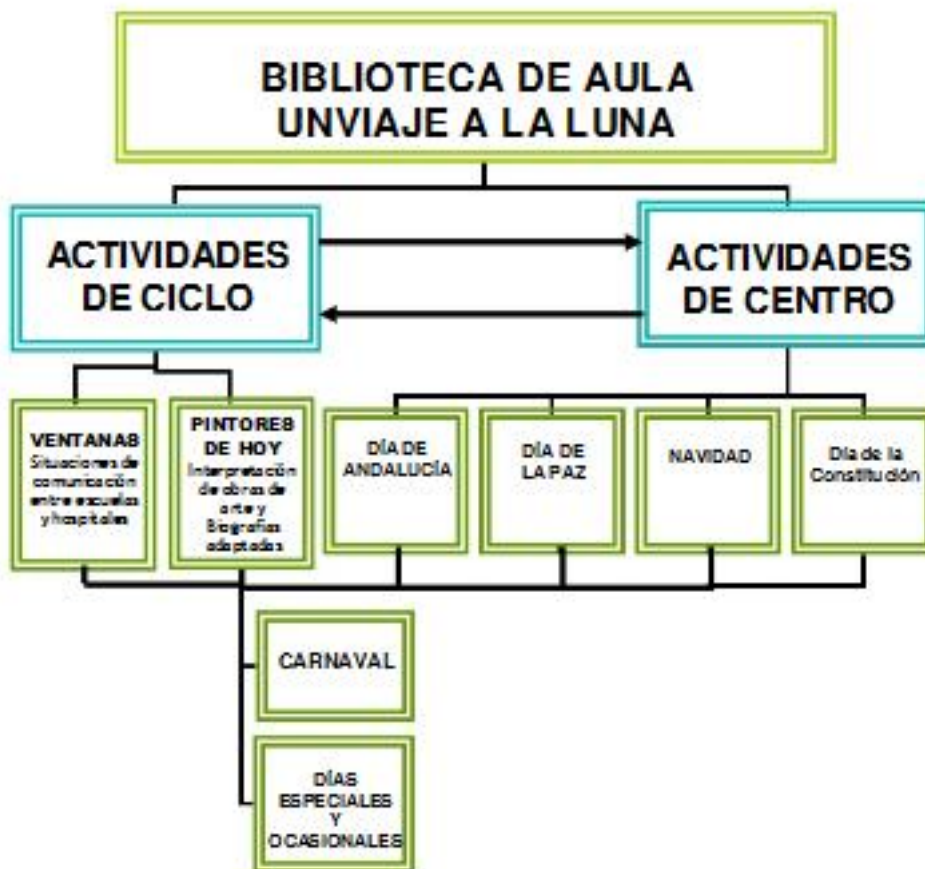 BIBLIOTECA DE AULA
UNVIAJE A LA LUNA
ACTIVIDADES
DE CICLO
ACTIVIDADES
DE CENTRO
VENTANAS
Situaciones de
comunicación
entre escuelas
y hospitales
PINTORES
DE HOY
Interpretación
de obras de
arte y
Biografías
adaptadas
DÍA DE
ANDALUCÍA
DÍA DE
LA PAZ
NAVIDAD
Día de la
Constitución
CARNAVAL
DÍAS
ESPECIALES
Y
OCASIONALES